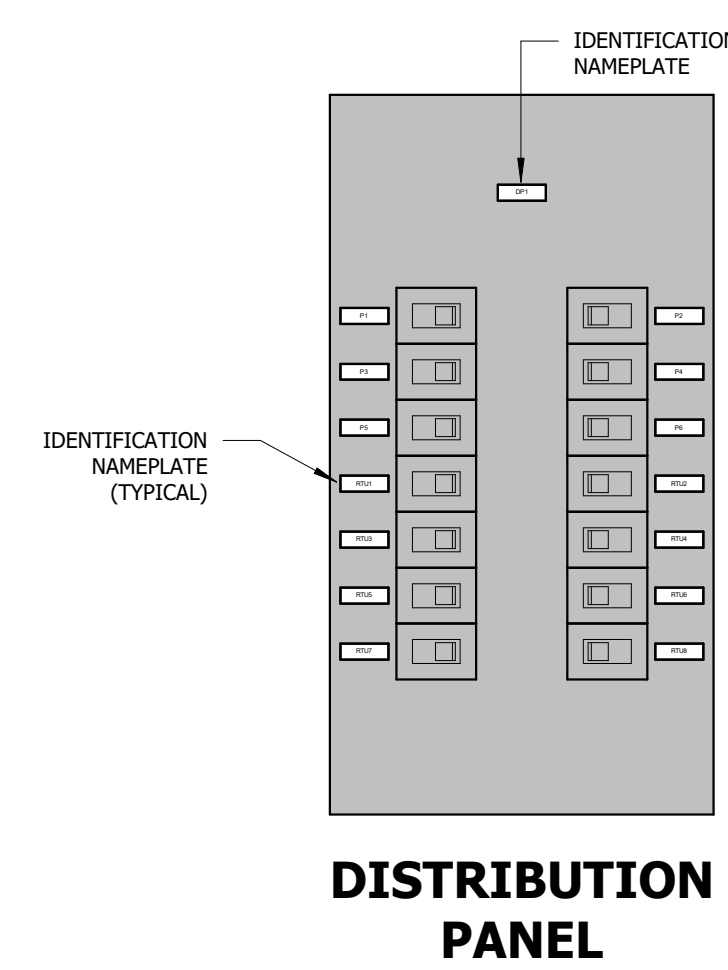 IDENTIFICATION
NAMEPLATE
DP1
P1
P2
P3
P4
P5
P6
IDENTIFICATION
NAMEPLATE
(TYPICAL)
RTU1
RTU2
RTU3
RTU4
RTU5
RTU6
RTU7
RTU8
DISTRIBUTION
PANEL